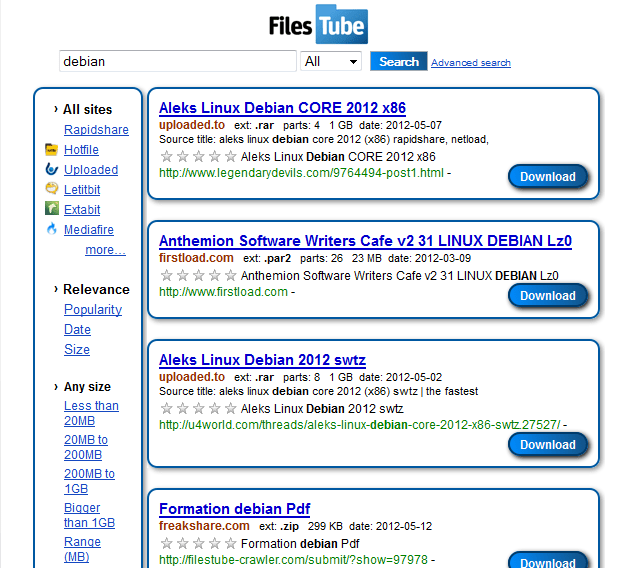 Files Tube
debian All Search Advanced search
› All sites
Rapidshare
Hotfile
Uploaded
Letitbit
Extabit
Mediafire
more...
› Relevance
Popularity
Date
Size
› Any size
Less than
20MB
20MB to
200MB
200MB to
1GB
Bigger
than 1GB
Range
(MB)
Aleks Linux Debian CORE 2012 x86
uploaded.to ext: .rar parts: 4 1 GB date: 2012-05-07
Source title: aleks linux debian core 2012 (x86) rapidshare, netload,
Aleks Linux Debian CORE 2012 x86
http://www.legendarydevils.com/9764494-post1.html -
Download
Anthemion Software Writers Cafe v2 31 LINUX DEBIAN Lz0
firstload.com ext: .par2 parts: 26 23 MB date: 2012-03-09
Anthemion Software Writers Cafe v2 31 LINUX DEBIAN Lz0
http://www.firstload.com -
Download
Aleks Linux Debian 2012 swtz
uploaded.to ext: .rar parts: 8 1 GB date: 2012-05-02
Source title: aleks linux debian core 2012 (x86) swtz | the fastest
Aleks Linux Debian 2012 swtz
http://u4world.com/threads/aleks-linux-debian-core-2012-x86-swtz.27527/ -
Download
Formation debian Pdf
freakshare.com ext: .zip 299 KB date: 2012-05-12
Formation debian Pdf
http://filestube-crawler.com/submit/?show=97978 -
Download